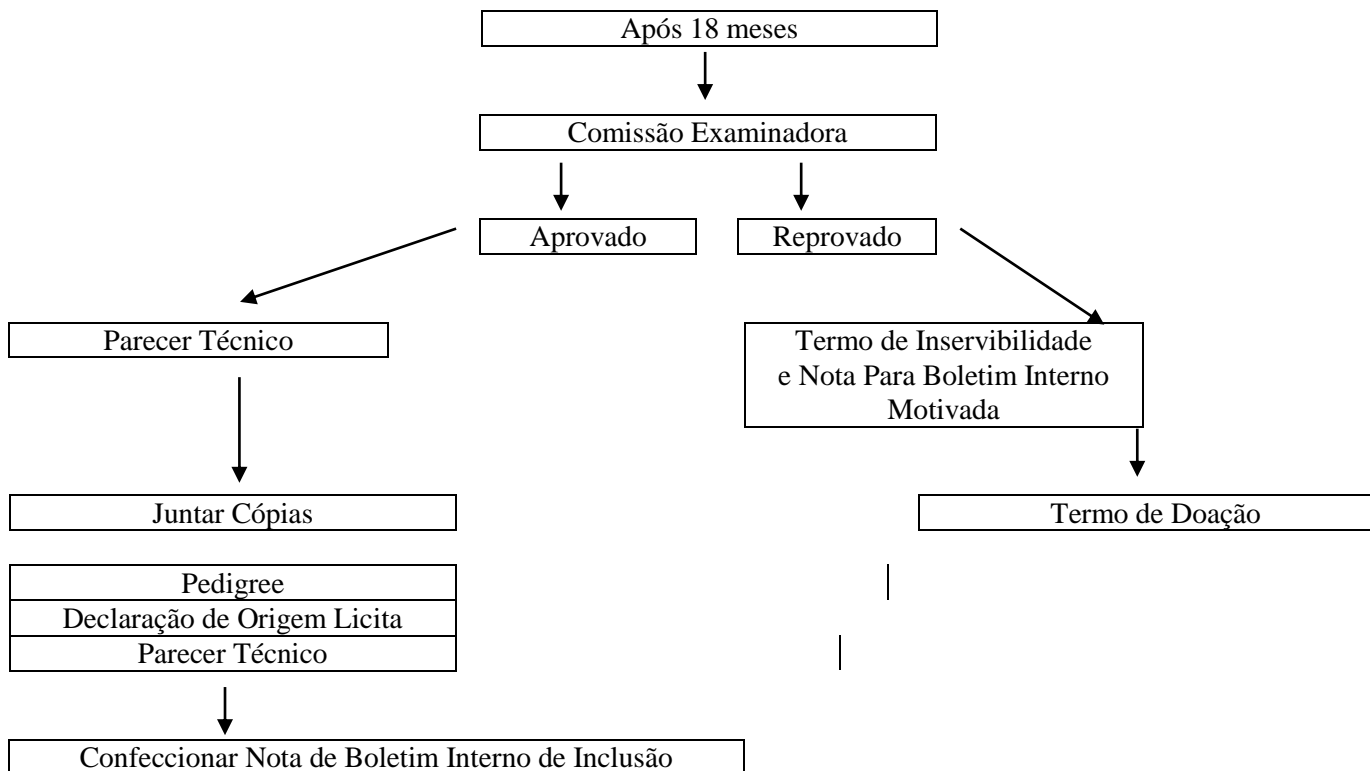 Após 18 meses
Comissão Examinadora
Aprovado
Reprovado
Parecer Técnico
Termo de Inservibilidade
e Nota Para Boletim Interno
Motivada
Juntar Cópias
Termo de Doação
Pedigree
Declaração de Origem Licita
Parecer Técnico
Confeccionar Nota de Boletim Interno de Inclusão